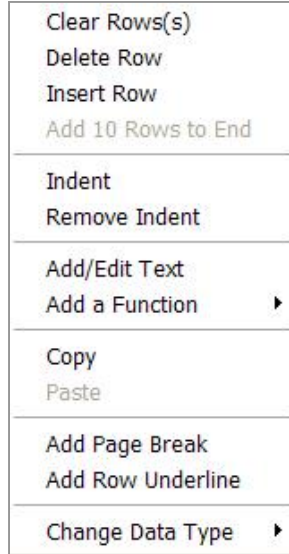 Clear Rows(s)
Delete Row
Insert Row
Add 10 Rows to End
Indent
Remove Indent
Add/Edit Text
Add a Function
Copy
Paste
Add Page Break
Add Row Underline
Change Data Type